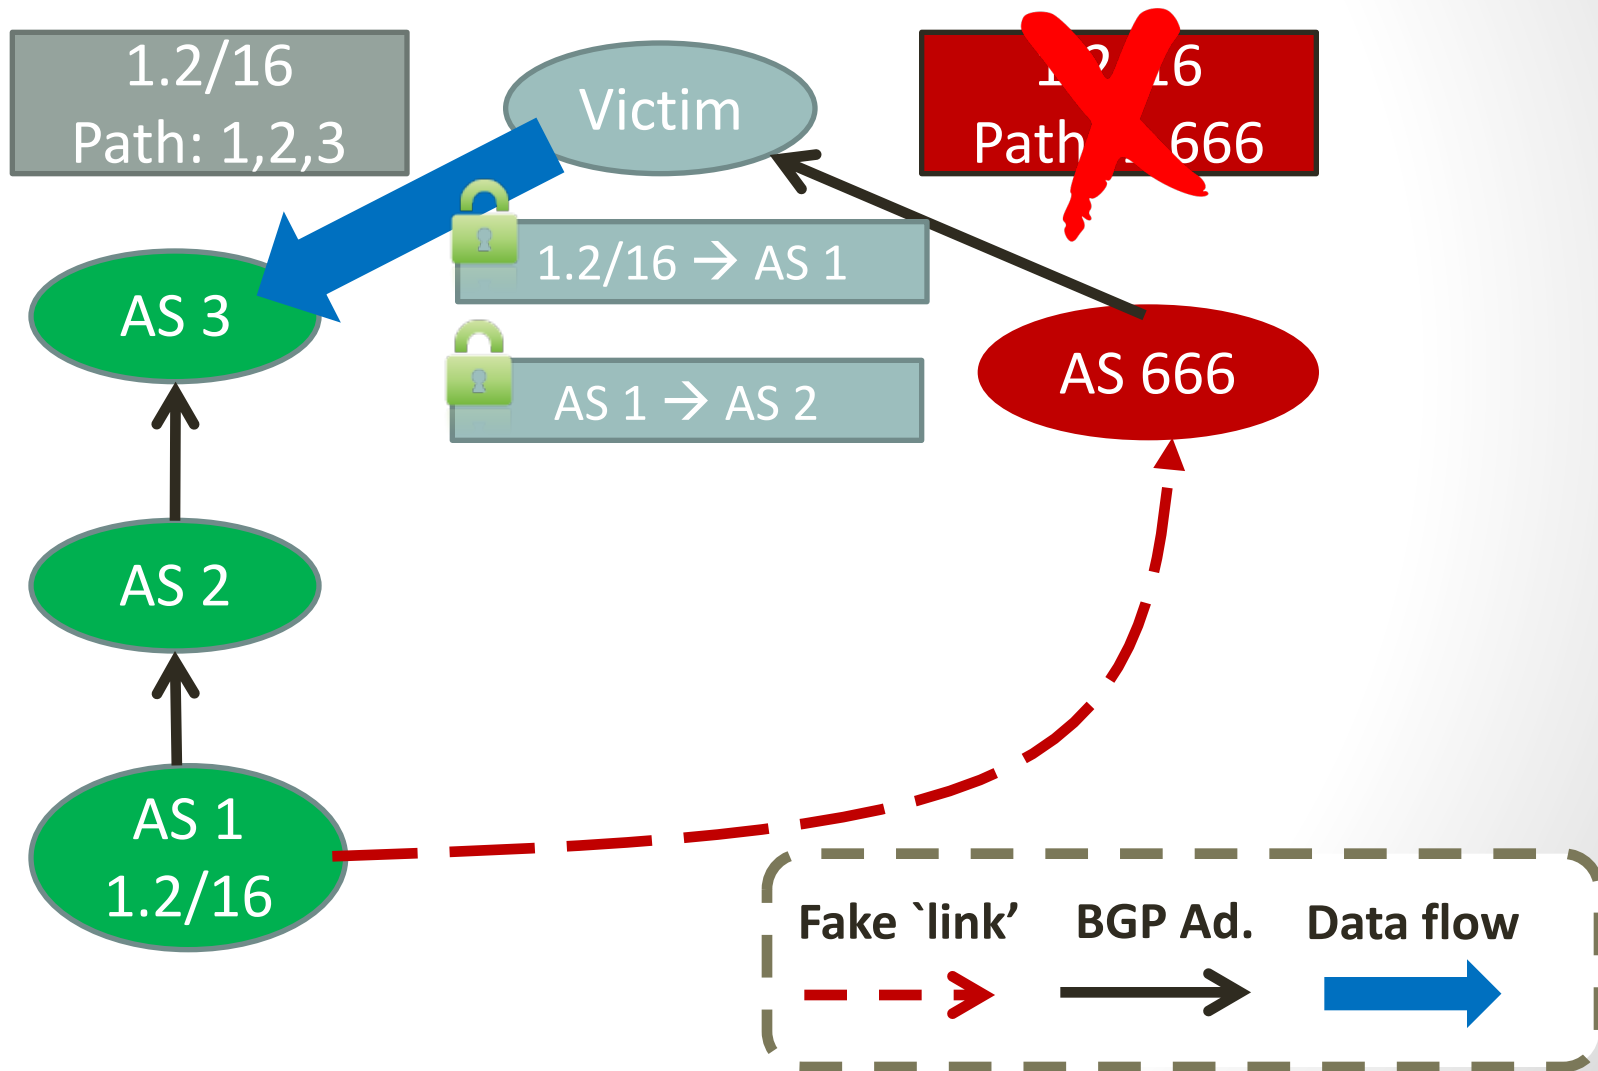 1.2/16
Path: 1,2,3
Victim
16
Path 666
1.2/16 → AS 1
AS 3
AS 666
AS 1 → AS 2
AS 2
AS 1
1.2/16
Fake `link’
BGP Ad.
Data flow